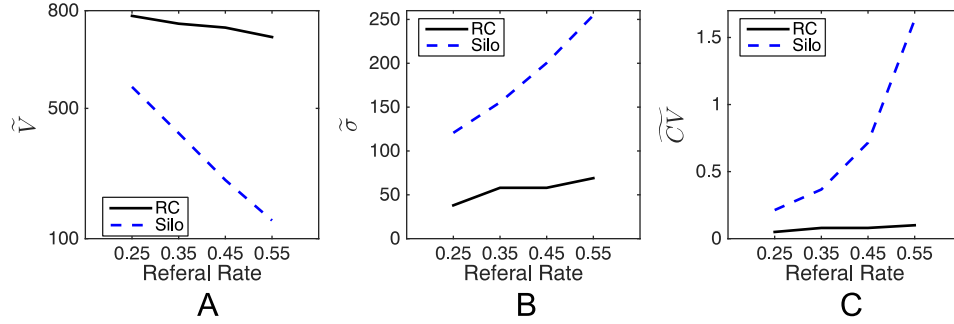 800
500
100
Ṽ
RC
Silo
0.25 0.35 0.45 0.55
Referal Rate
A
250
200
150
100
50
0
σ̃
RC
Silo
0.25 0.35 0.45 0.55
Referal Rate
B
1.5
1
0.5
0
C͠V
RC
Silo
0.25 0.35 0.45 0.55
Referal Rate
C